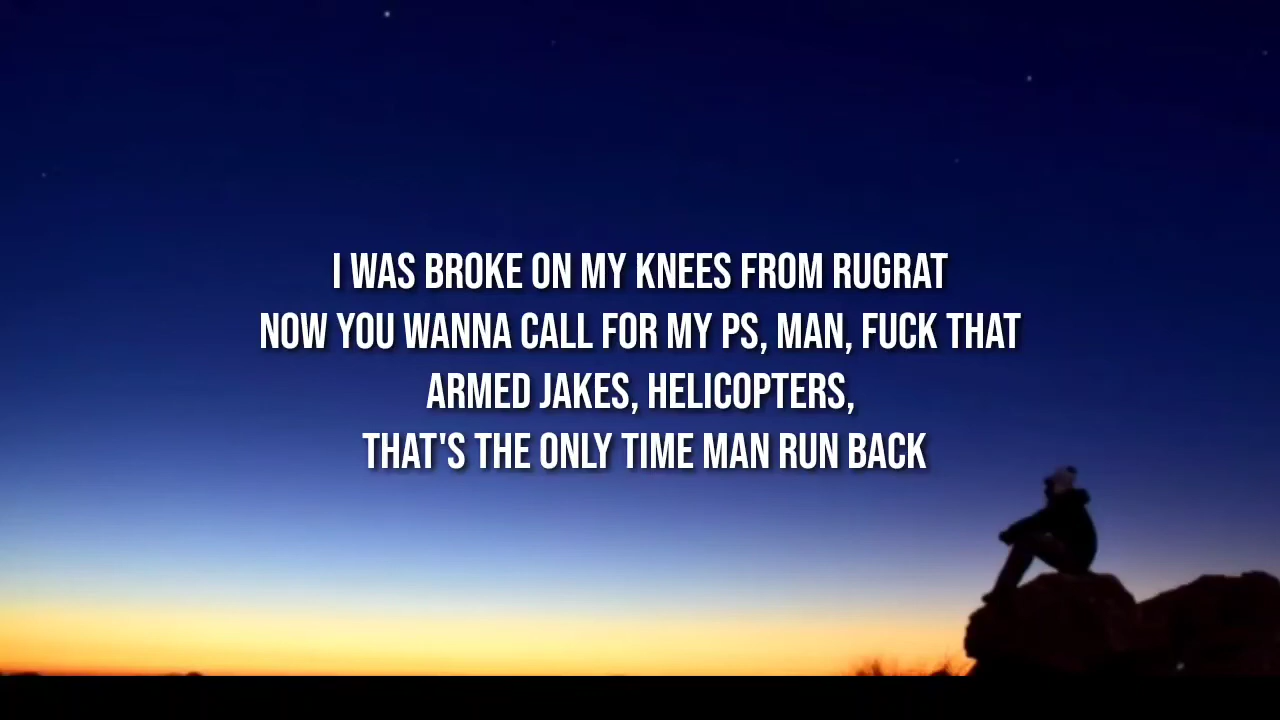 I WAS BROKE ON MY KNEES FROM RUGRAT
NOW YOU WANNA CALL FOR MY PS, MAN, FUCK THAT
ARMED JAKES, HELICOPTERS,
THAT'S THE ONLY TIME MAN RUN BACK